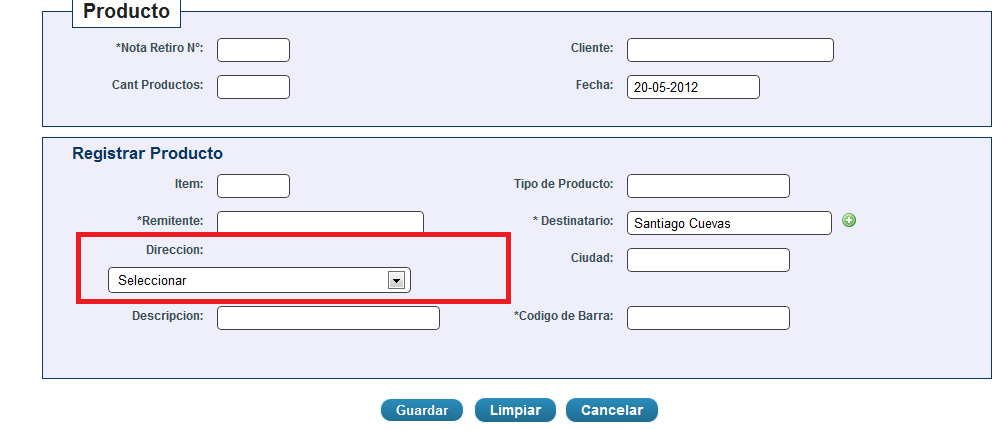 Producto
*Nota Retiro Nº: Cliente:
Cant Productos: Fecha: 20-05-2012
Registrar Producto
Item: Tipo de Producto:
*Remitente: * Destinatario: Santiago Cuevas
Direccion: Ciudad:
Seleccionar
Descripcion: *Codigo de Barra:
Guardar Limpiar Cancelar